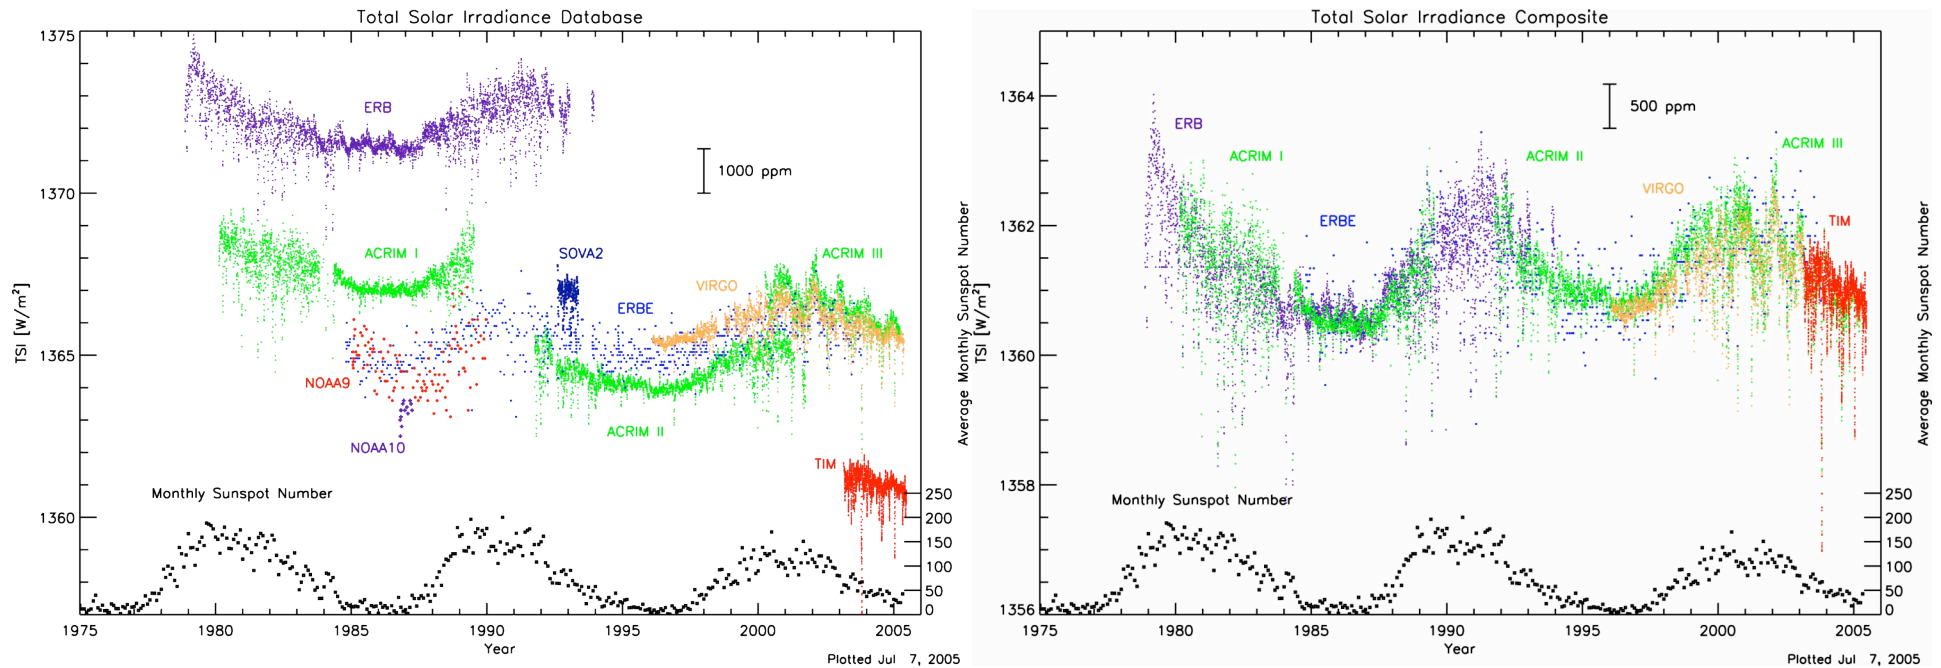 Total Solar Irradiance Database
1375
1370
1365
1360
TSI [W/m²]
ERB
1000 ppm
ACRIM I
SOVA2
ACRIM III
VIRGO
ERBE
NOAA9
ACRIM II
NOAA10
TIM
Monthly Sunspot Number
250
200
150
100
50
0
Average Monthly Sunspot Number
1975
1980
1985
1990
1995
2000
2005
Year
Plotted Jul 7, 2005
Total Solar Irradiance Composite
1364
1362
1360
1358
1356
TSI [W/m²]
500 ppm
ERB
ACRIM I
ACRIM II
ACRIM III
VIRGO
ERBE
TIM
Monthly Sunspot Number
250
200
150
100
50
0
Average Monthly Sunspot Number
1975
1980
1985
1990
1995
2000
2005
Year
Plotted Jul 7, 2005